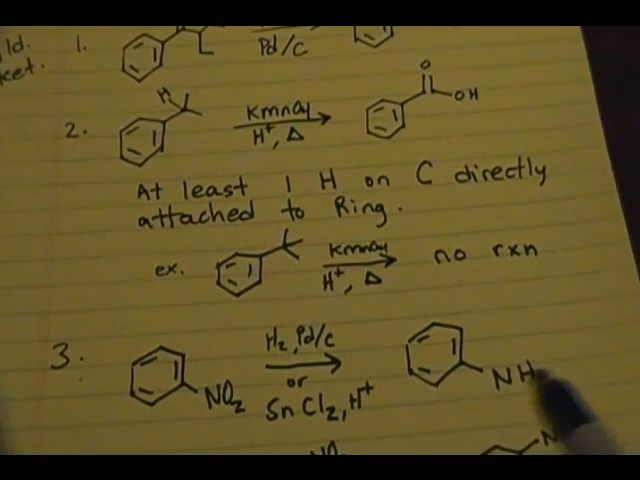 ld.
ket.
1.
Pd/C
2.
H
KMnO4
H+, Δ
O
OH
At least 1 H on C directly
attached to Ring.
ex.
KMnO4
H+, Δ
no rxn
3.
NO2
H2, Pd/C
or
SnCl2, H+
NH
NO2
N